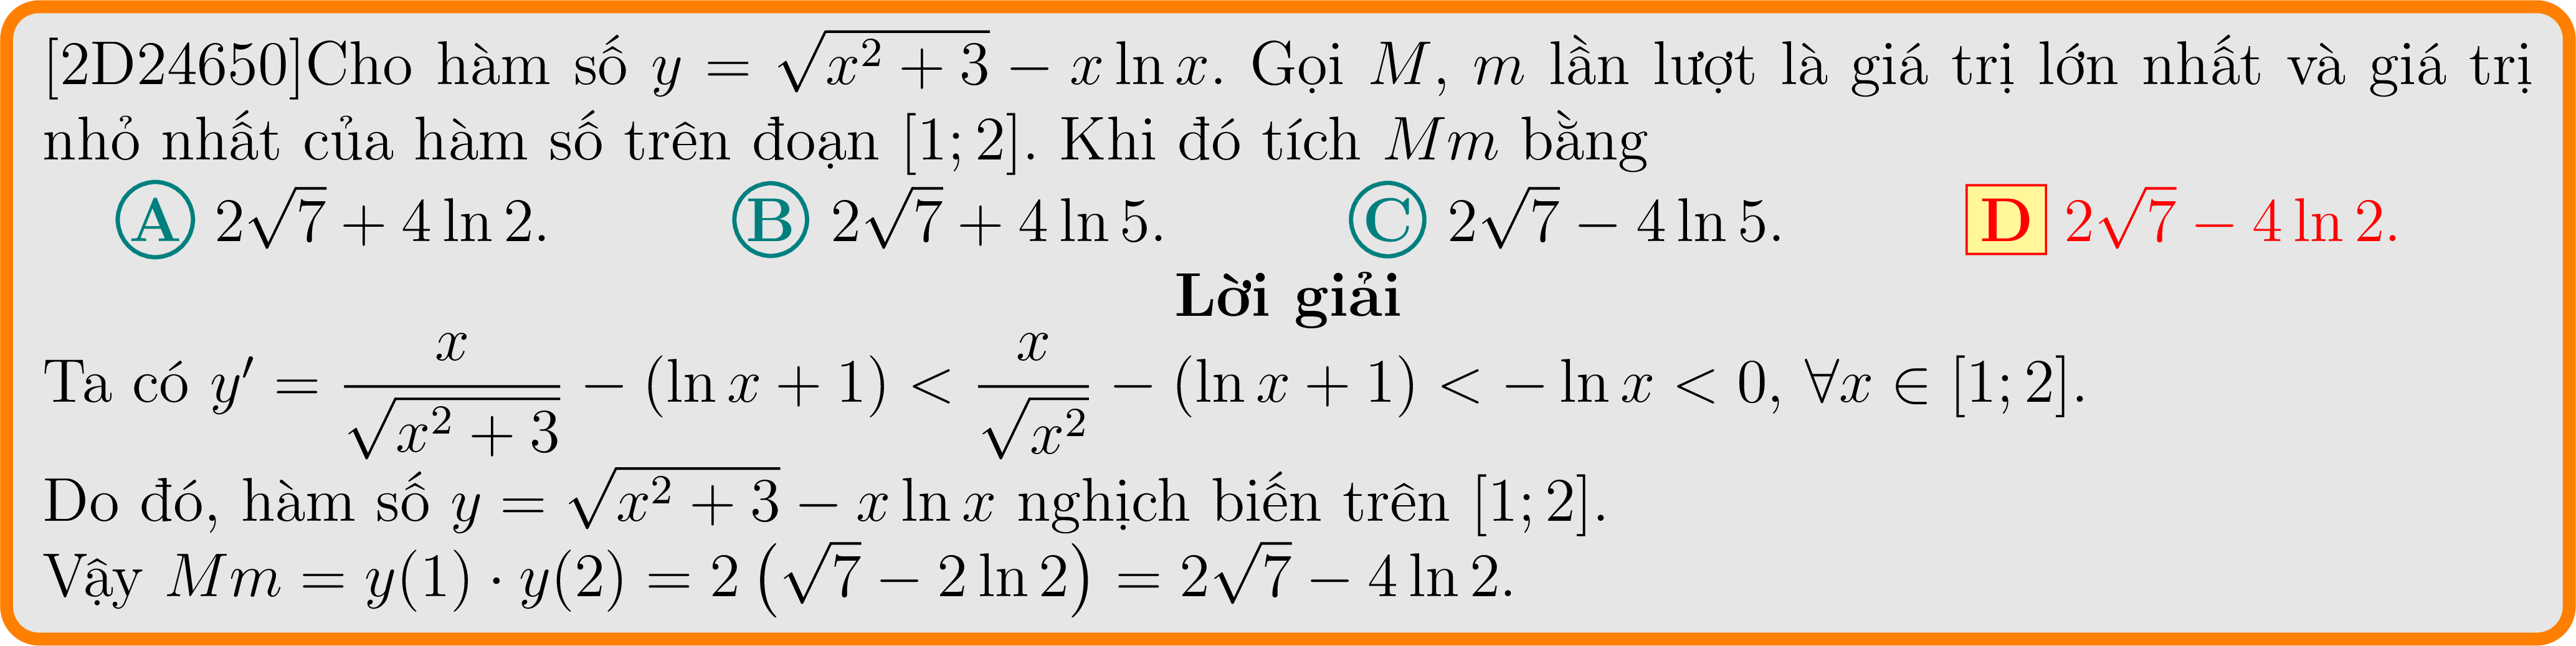 [2D24650]Cho hàm số $y = \sqrt{x^2 + 3} - x \ln x$. Gọi $M, m$ lần lượt là giá trị lớn nhất và giá trị
nhỏ nhất của hàm số trên đoạn $[1; 2]$. Khi đó tích $Mm$ bằng
A $2\sqrt{7} + 4 \ln 2$. B $2\sqrt{7} + 4 \ln 5$. C $2\sqrt{7} - 4 \ln 5$. D $2\sqrt{7} - 4 \ln 2$.
Lời giải
Ta có $y' = \dfrac{x}{\sqrt{x^2 + 3}} - (\ln x + 1) < \dfrac{x}{\sqrt{x^2}} - (\ln x + 1) < - \ln x < 0, \forall x \in [1; 2]$.
Do đó, hàm số $y = \sqrt{x^2 + 3} - x \ln x$ nghịch biến trên $[1; 2]$.
Vậy $Mm = y(1) \cdot y(2) = 2 \left( \sqrt{7} - 2 \ln 2 \right) = 2\sqrt{7} - 4 \ln 2$.